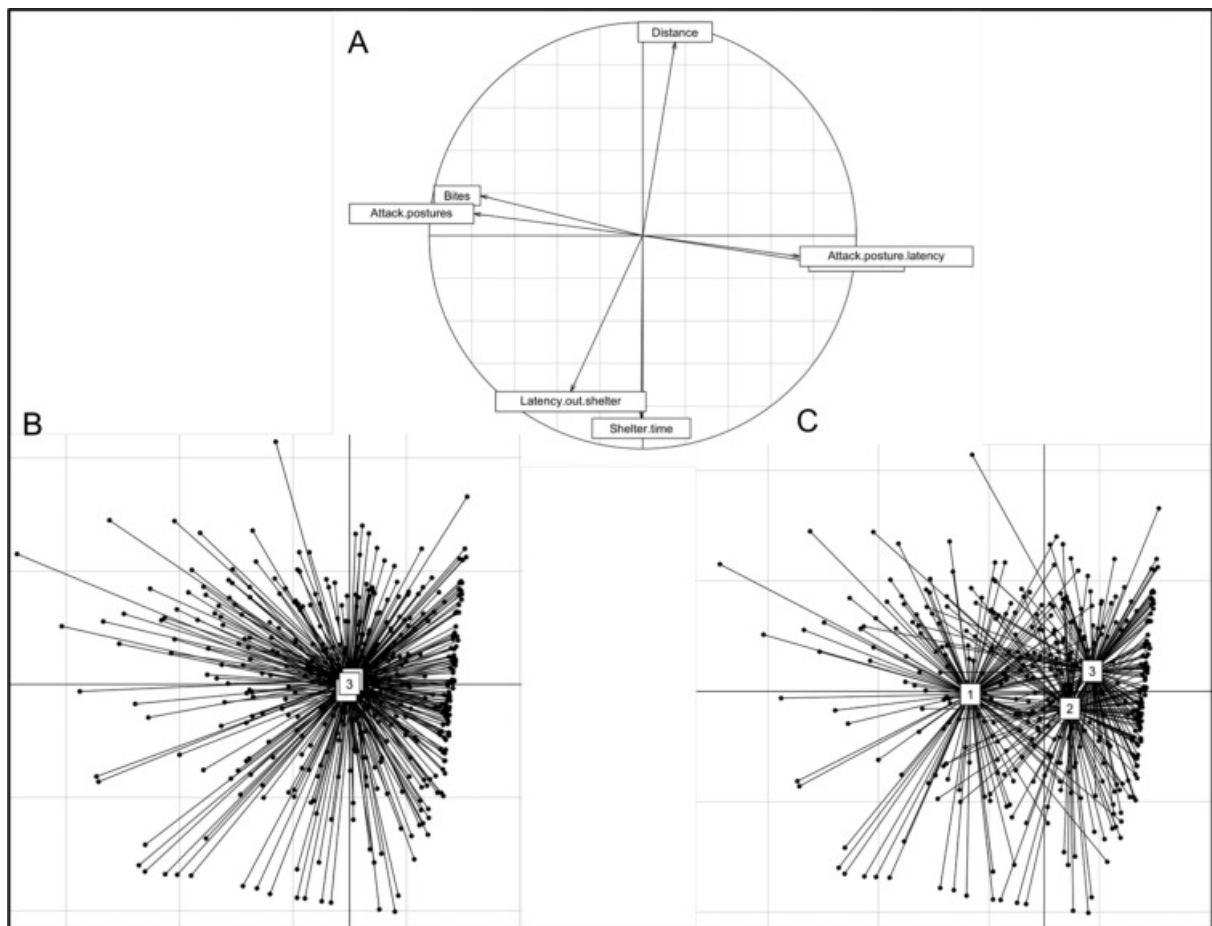 A
Distance
Bites
Attack.postures
Attack.posture.latency
Latency.out.shelter
Shelter.time
B
C
3
1
3
2